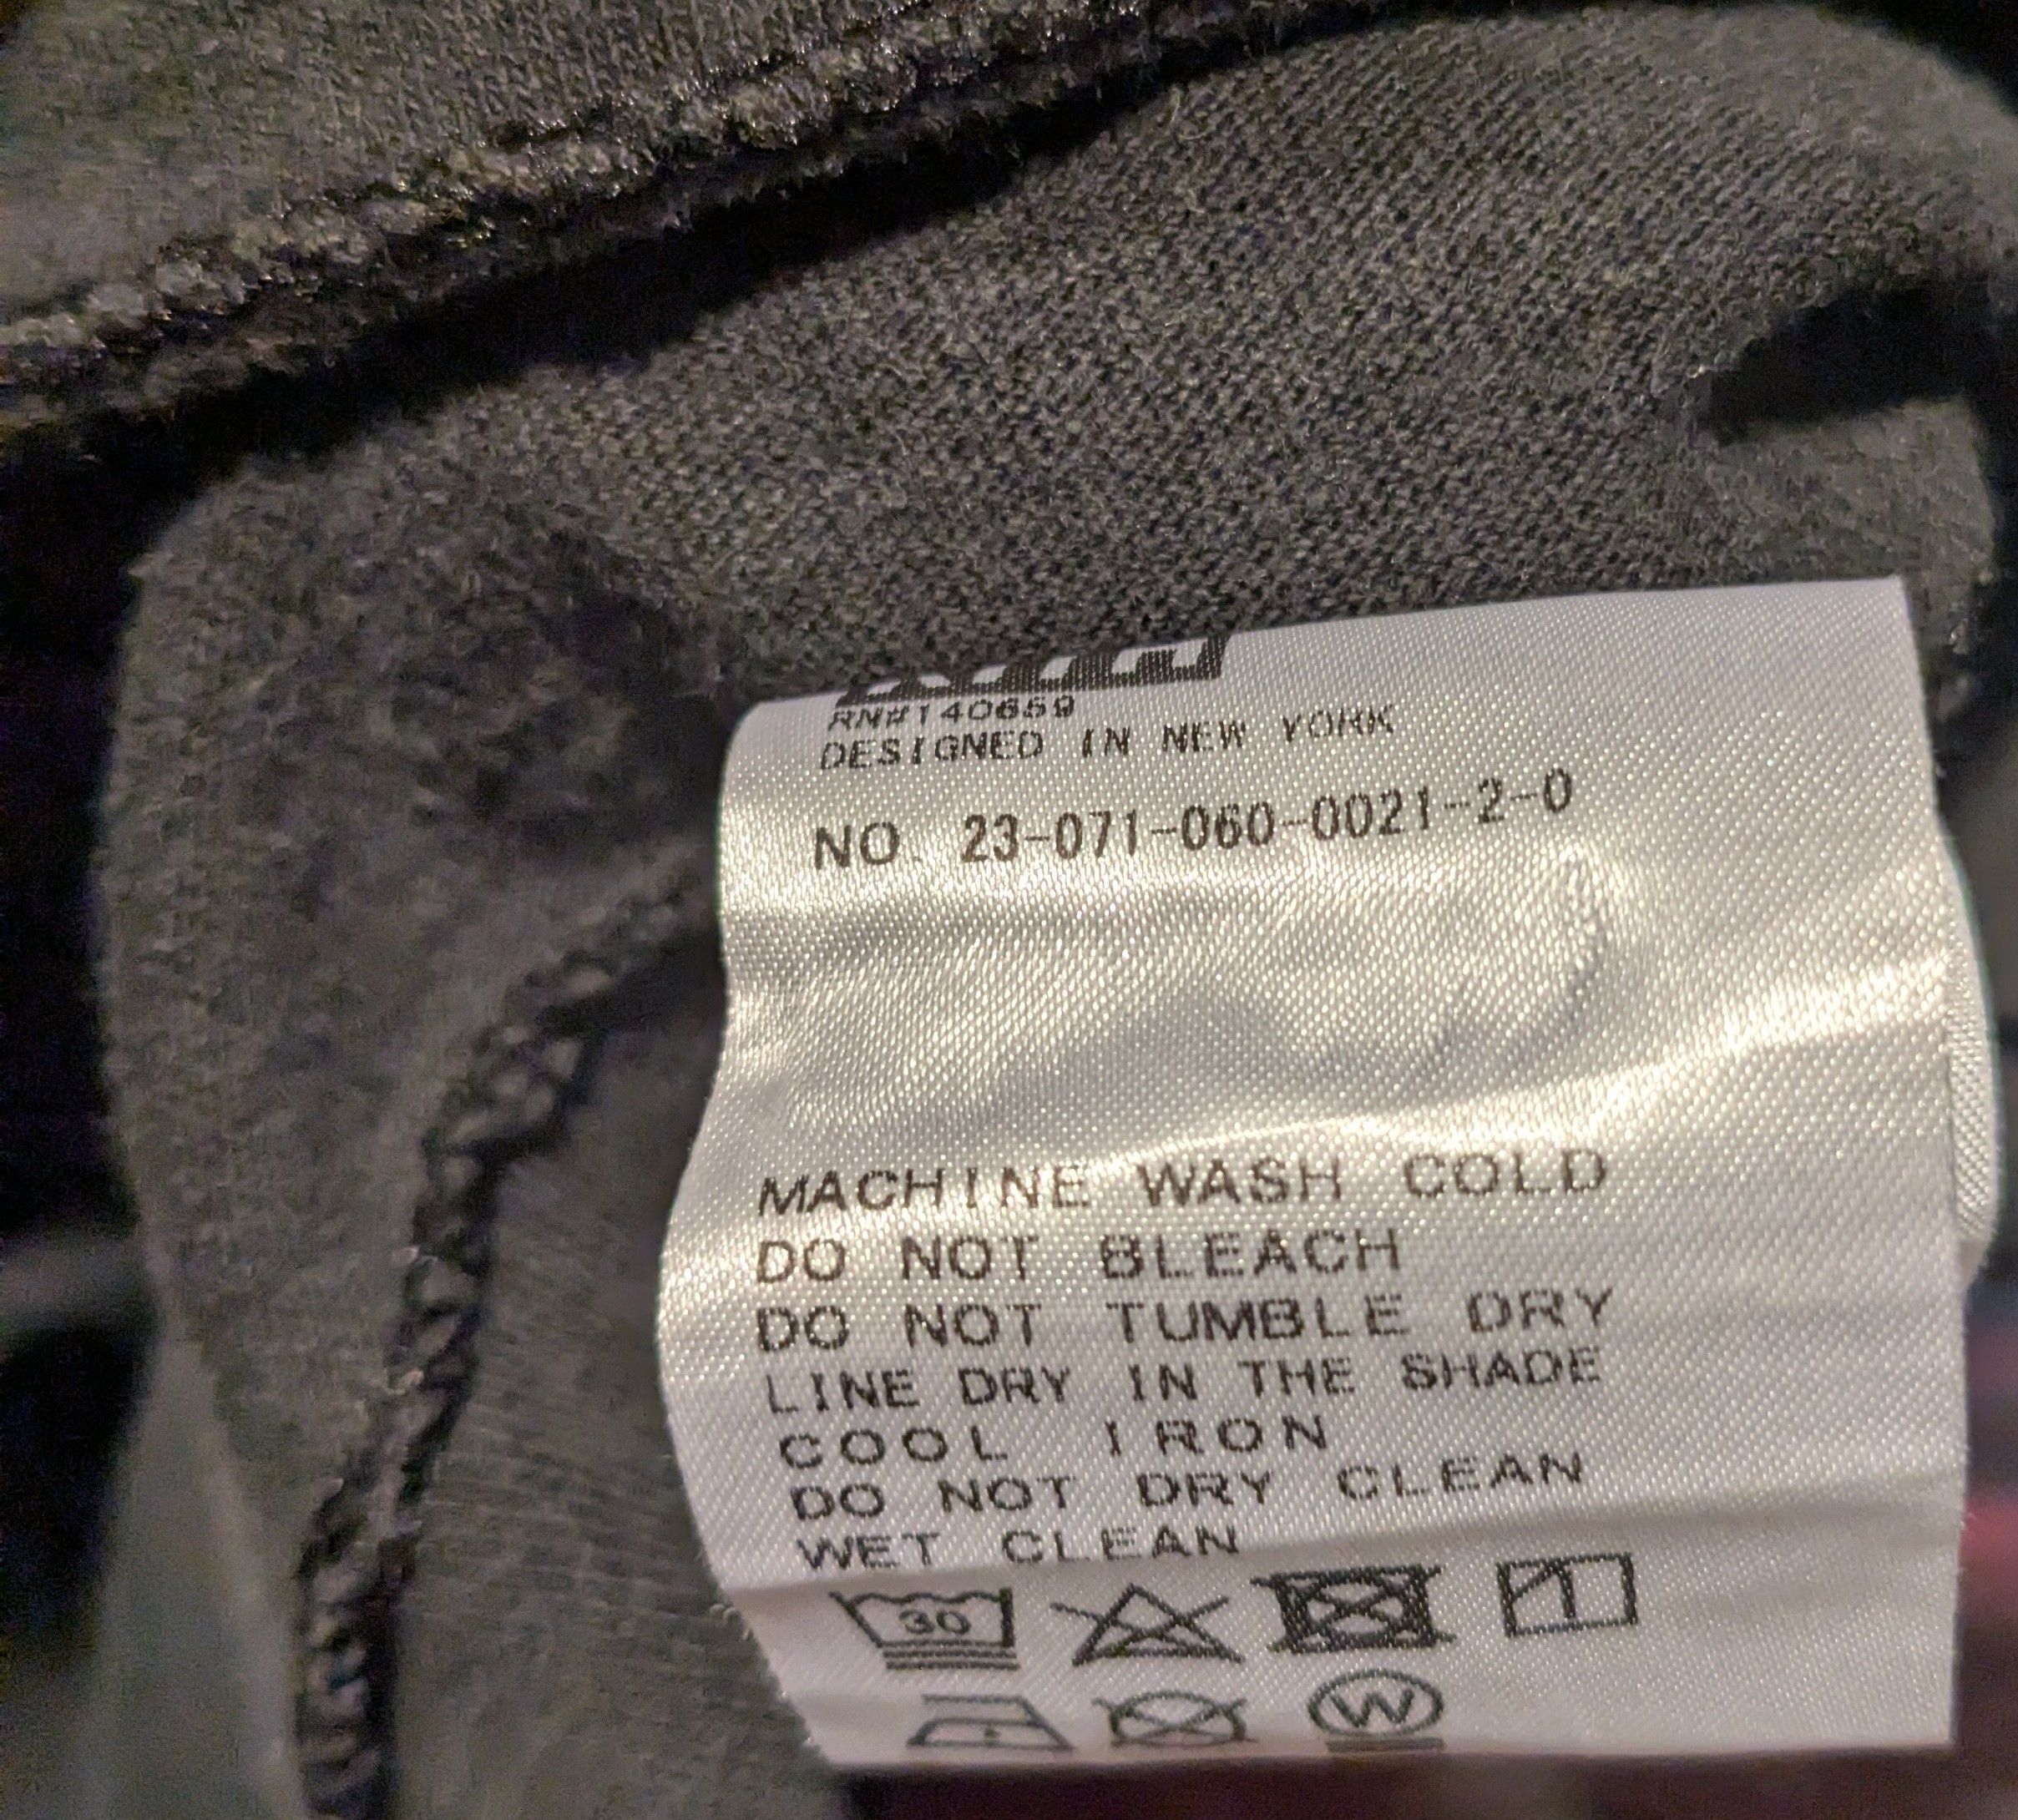 RN#140659
DESIGNED IN NEW YORK
NO. 23-071-060-0021-2-0
MACHINE WASH COLD
DO NOT BLEACH
DO NOT TUMBLE DRY
LINE DRY IN THE SHADE
COOL IRON
DO NOT DRY CLEAN
WET CLEAN
30
W